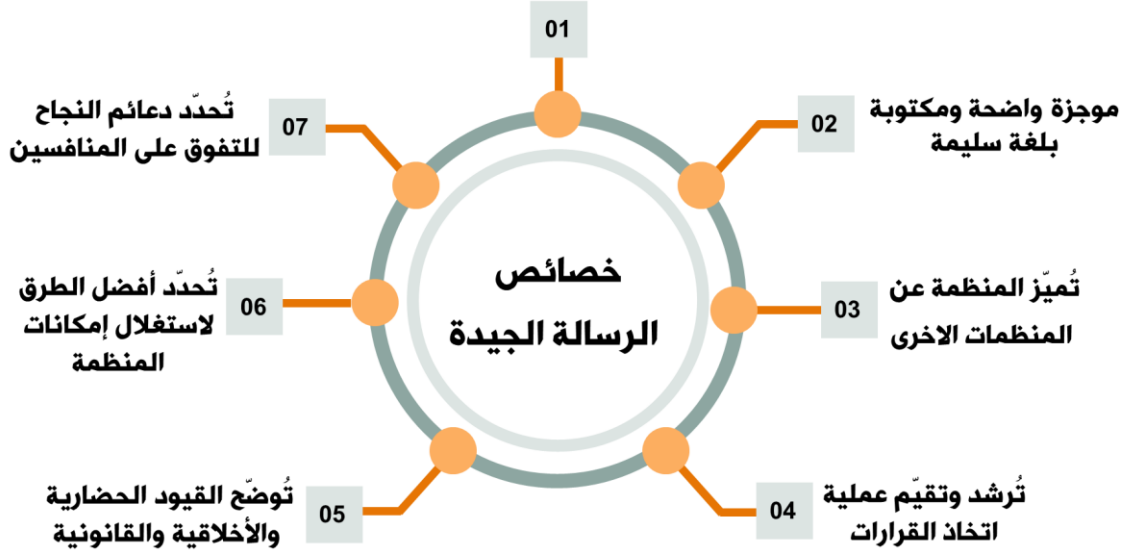 خصائص
الرسالة الجيدة
01
02
موجزة واضحة ومكتوبة
بلغة سليمة
03
تُميّز المنظمة عن
المنظمات الاخرى
04
تُرشد وتقيّم عملية
اتخاذ القرارات
05
تُوضّح القيود الحضارية
والأخلاقية والقانونية
06
تُحدّد أفضل الطرق
لاستغلال إمكانات
المنظمة
07
تُحدّد دعائم النجاح
للتفوق على المنافسين